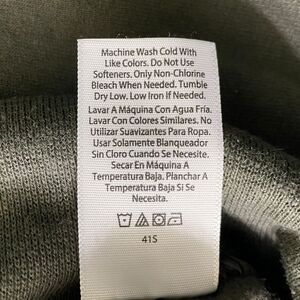 Machine Wash Cold With
Like Colors. Do Not Use
Softeners. Only Non-Chlorine
Bleach When Needed. Tumble
Dry Low. Low Iron If Needed.
Lavar A Máquina Con Agua Fría.
Lavar Con Colores Similares. No
Utilizar Suavizantes Para Ropa.
Usar Solamente Blanqueador
Sin Cloro Cuando Se Necesite.
Secar En Máquina A
Temperatura Baja. Planchar A
Temperatura Baja Si Se
Necesita.
41S